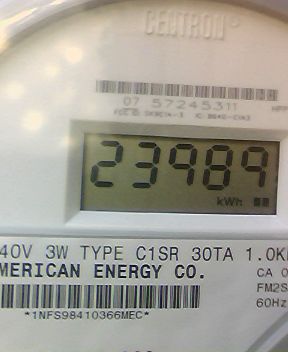 CENTRON
07 57245311
23989
kWh
40V 3W TYPE C1SR 30TA 1.0K
MERICAN ENERGY CO.
CA 0
FM2S
60Hz
*1NFS98410366MEC*